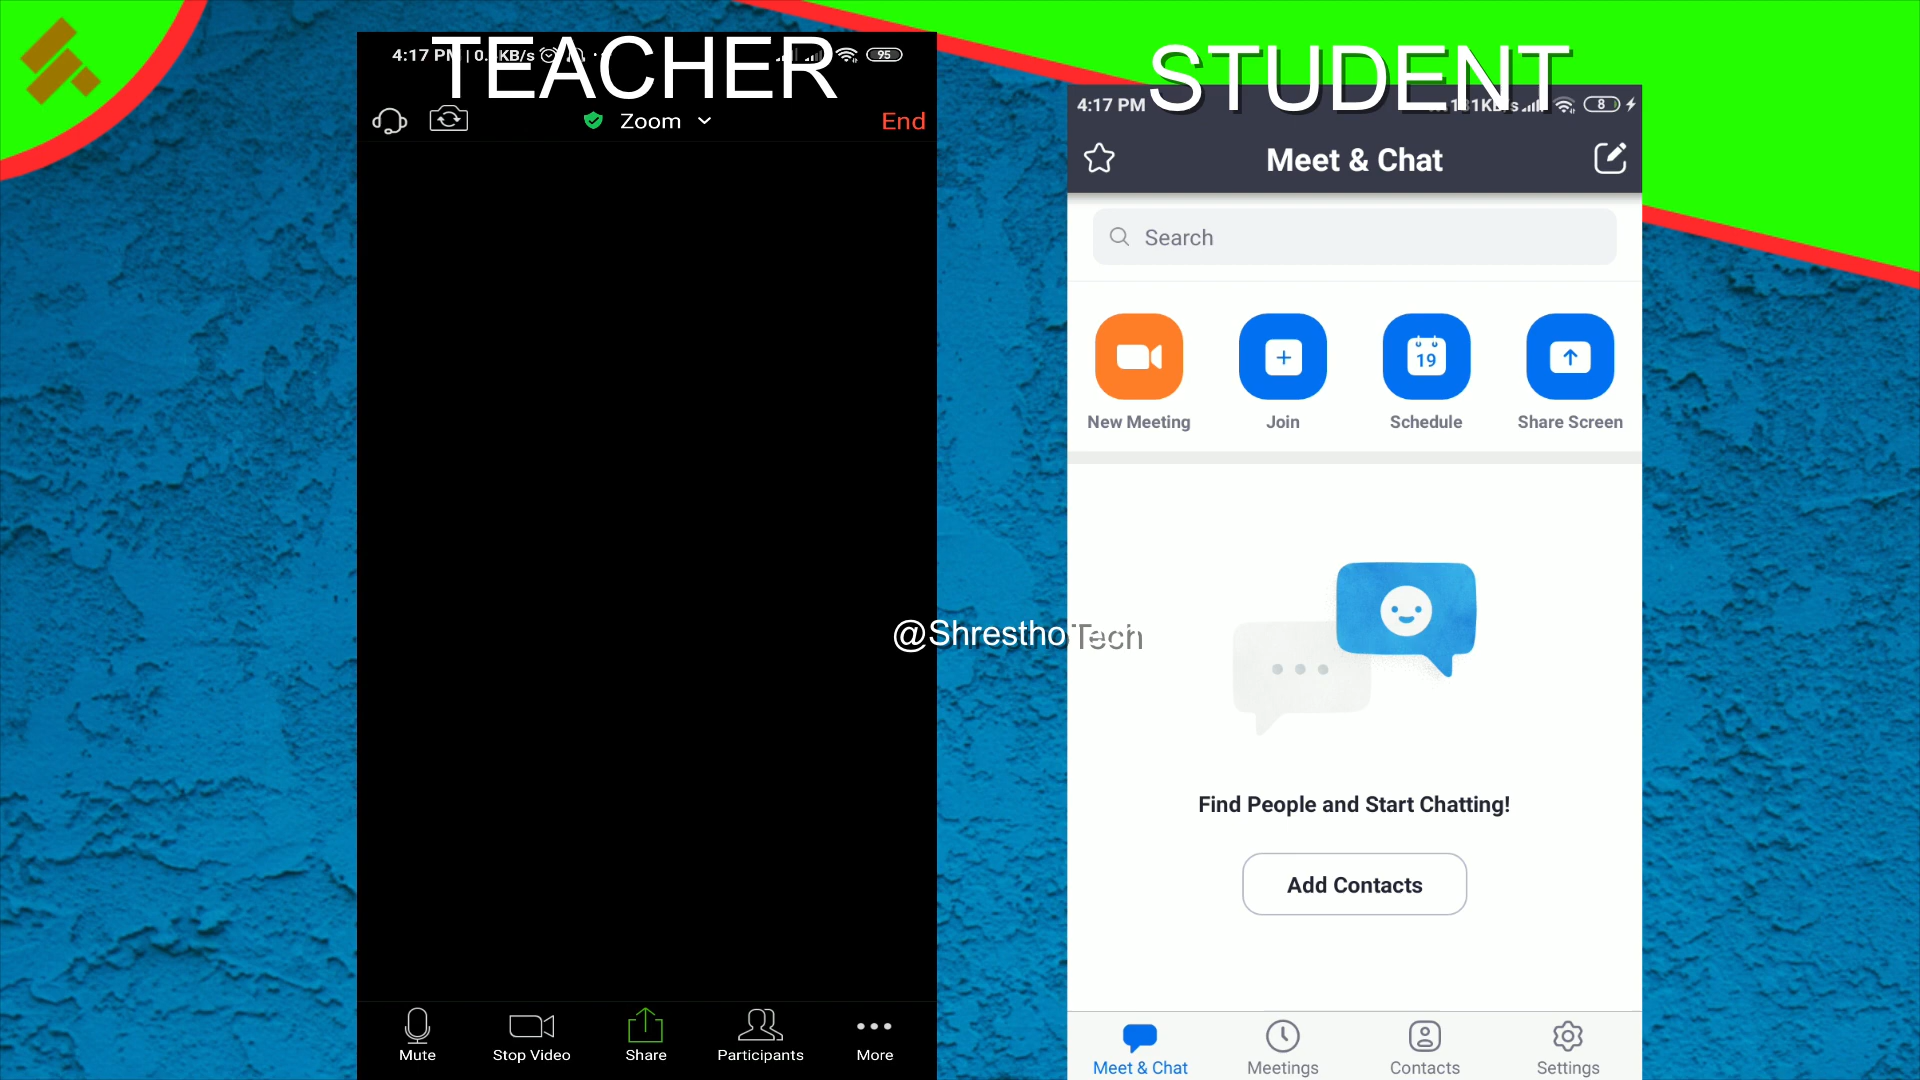 TEACHER
4:17 PM
Zoom
End
@ShresthoTech
Mute
Stop Video
Share
Participants
More
STUDENT
4:17 PM
Meet & Chat
Search
19
New Meeting
Join
Schedule
Share Screen
Find People and Start Chatting!
Add Contacts
Meet & Chat
Meetings
Contacts
Settings